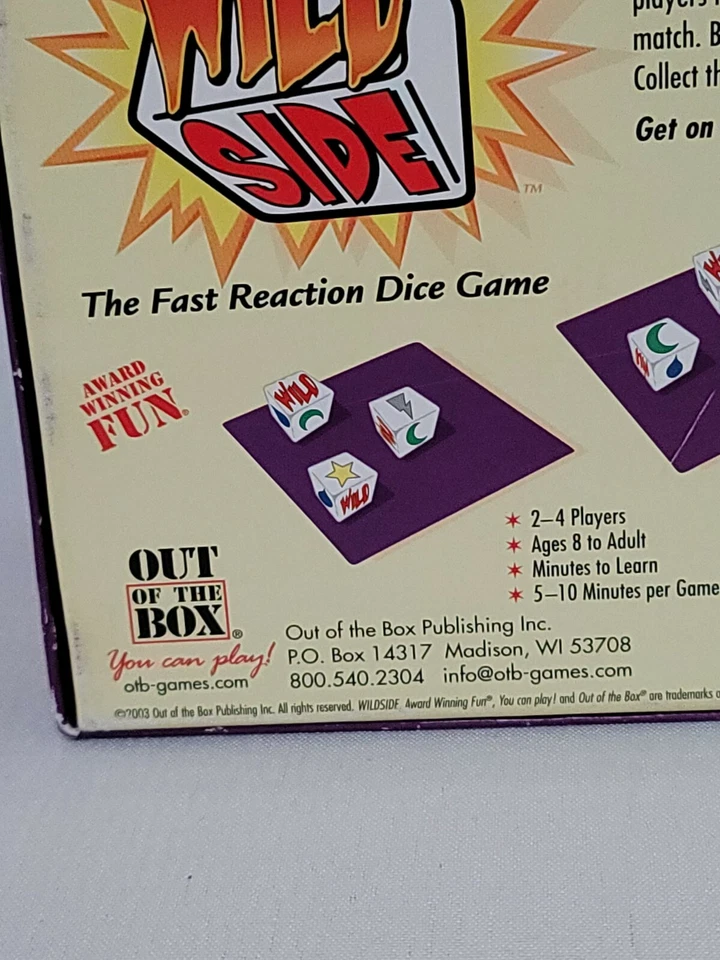 WILD
SIDE
TM
players
match. B
Collect th
Get on
The Fast Reaction Dice Game
AWARD
WINNING
FUN®
WILD
WILD
2–4 Players
Ages 8 to Adult
Minutes to Learn
5–10 Minutes per Game
OUT
OF THE
BOX®
You can play!
otb-games.com
Out of the Box Publishing Inc.
P.O. Box 14317 Madison, WI 53708
800.540.2304 info@otb-games.com
©2003 Out of the Box Publishing Inc. All rights reserved. WILDSIDE, Award Winning Fun®, You can play! and Out of the Box® are trademarks o